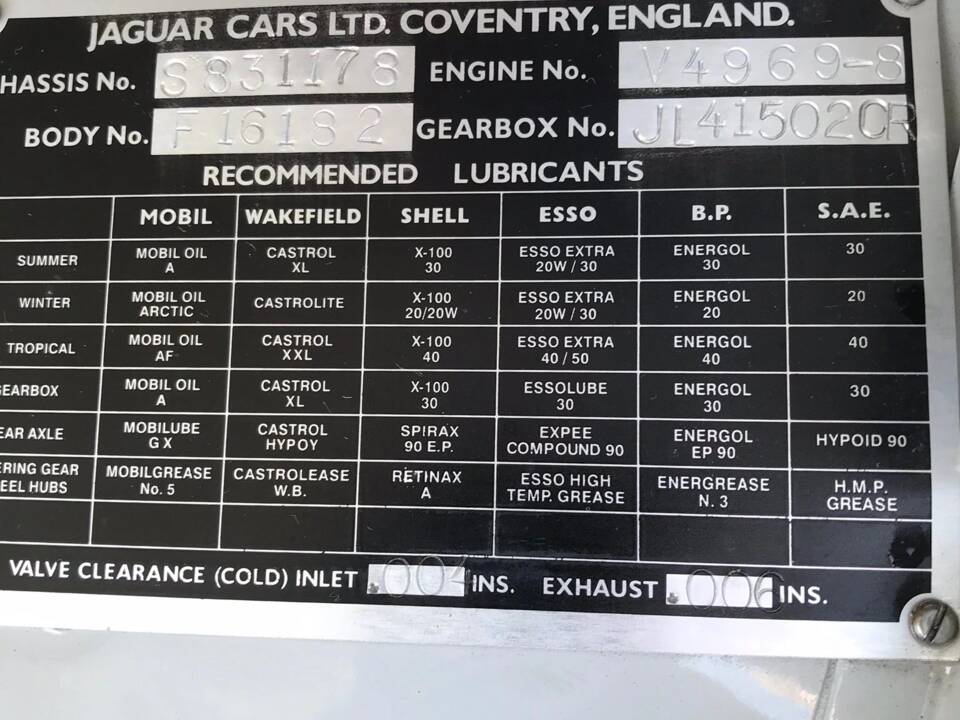 JAGUAR CARS LTD. COVENTRY, ENGLAND.
HASSIS No. S831178 ENGINE No. V4969-8
BODY No. F16182 GEARBOX No. JL41502CR
RECOMMENDED LUBRICANTS
MOBIL WAKEFIELD SHELL ESSO B.P. S.A.E.
SUMMER MOBIL OIL A CASTROL XL X-100 30 ESSO EXTRA 20W / 30 ENERGOL 30 30
WINTER MOBIL OIL ARCTIC CASTROLITE X-100 20/20W ESSO EXTRA 20W / 30 ENERGOL 20 20
TROPICAL MOBIL OIL AF CASTROL XXL X-100 40 ESSO EXTRA 40 / 50 ENERGOL 40 40
EARBOX MOBIL OIL A CASTROL XL X-100 30 ESSOLUBE 30 ENERGOL 30 30
EAR AXLE MOBILUBE GX CASTROL HYPOY SPIRAX 90 E.P. EXPEE COMPOUND 90 ENERGOL EP 90 HYPOID 90
ERING GEAR EEL HUBS MOBILGREASE No. 5 CASTROLEASE W.B. RETINAX A ESSO HIGH TEMP. GREASE ENERGREASE N. 3 H.M.P. GREASE
VALVE CLEARANCE (COLD) INLET .004 INS. EXHAUST .006 INS.